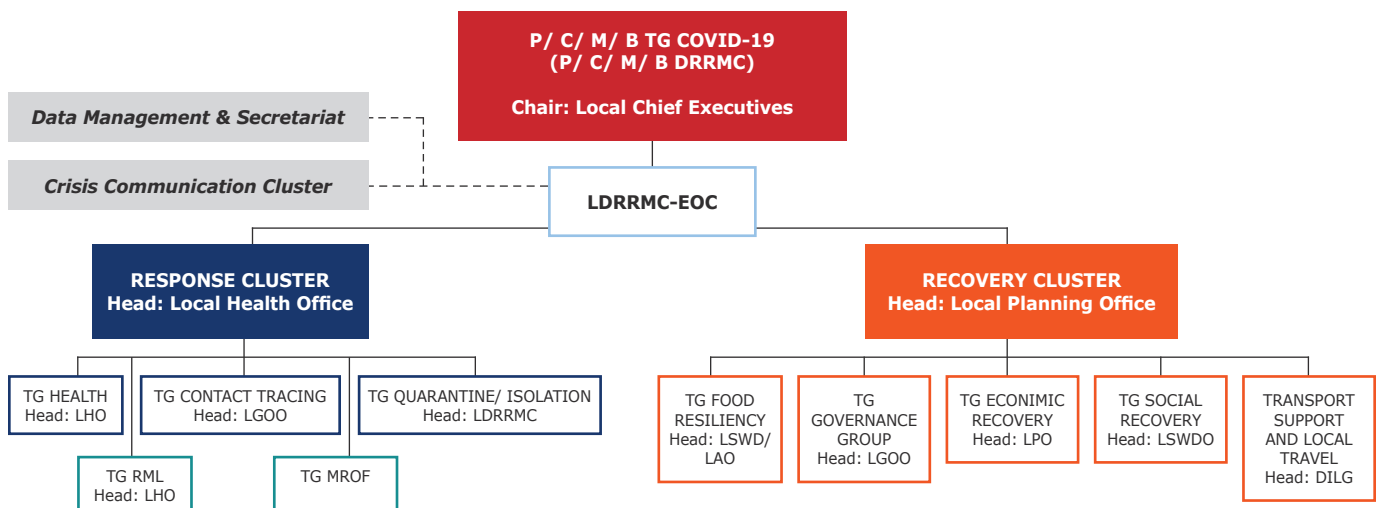 P/ C/ M/ B TG COVID-19
(P/ C/ M/ B DRRMC)
Chair: Local Chief Executives
Data Management & Secretariat
Crisis Communication Cluster
LDRRMC-EOC
RESPONSE CLUSTER
Head: Local Health Office
RECOVERY CLUSTER
Head: Local Planning Office
TG HEALTH
Head: LHO
TG CONTACT TRACING
Head: LGOO
TG QUARANTINE/ ISOLATION
Head: LDRRMC
TG RML
Head: LHO
TG MROF
TG FOOD
RESILIENCY
Head: LSWD/
LAO
TG
GOVERNANCE
GROUP
Head: LGOO
TG ECONIMIC
RECOVERY
Head: LPO
TG SOCIAL
RECOVERY
Head: LSWDO
TRANSPORT
SUPPORT
AND LOCAL
TRAVEL
Head: DILG